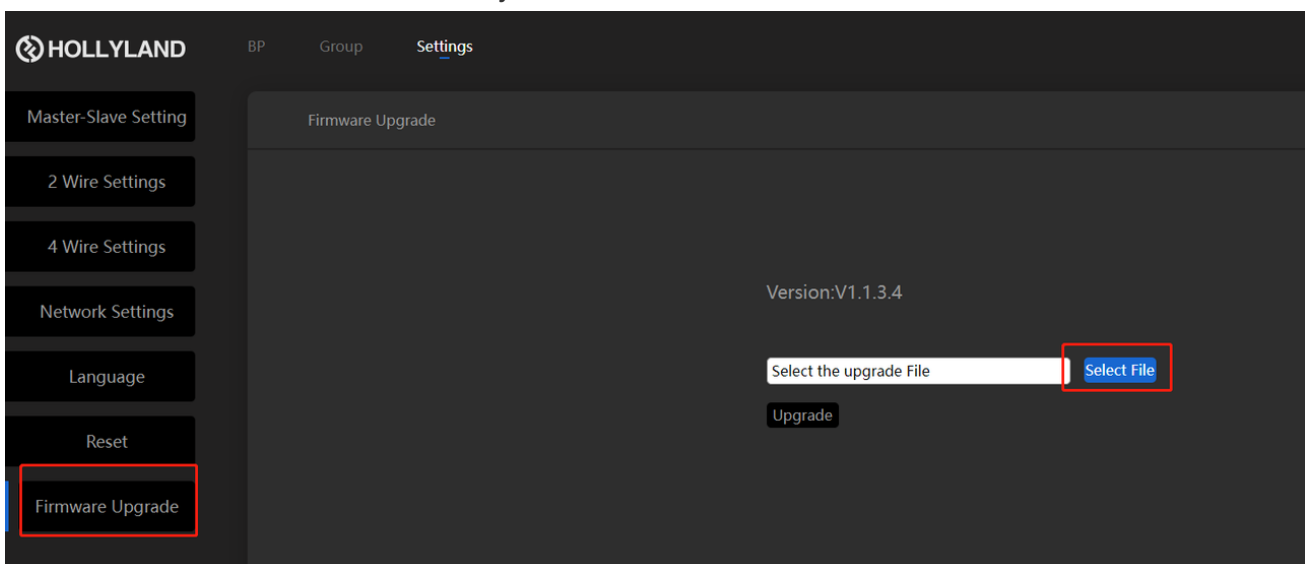 HOLLYLAND
BP Group Settings
Master-Slave Setting
2 Wire Settings
4 Wire Settings
Network Settings
Language
Reset
Firmware Upgrade
Firmware Upgrade
Version:V1.1.3.4
Select the upgrade File Select File
Upgrade